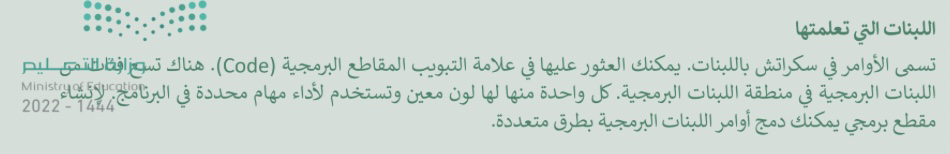 اللبنات التي تعلمتها
تسمى الأوامر في سكراتش باللبنات. يمكنك العثور عليها في علامة التبويب المقاطع البرمجية (Code). هناك تسع فئات من
اللبنات البرمجية في منطقة اللبنات البرمجية. كل واحدة منها لها لون معين وتستخدم لأداء مهام محددة في البرنامج. لإنشاء
مقطع برمجي يمكنك دمج أوامر اللبنات البرمجية بطرق متعددة.
وزارة التعليم
Ministry of Education
2022 - 1444